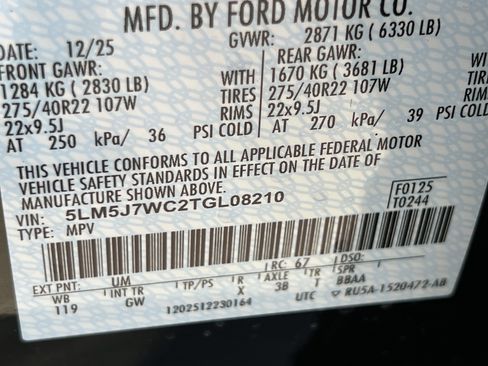 MFD. BY FORD MOTOR CO.
DATE: 12/25 GVWR: 2871 KG ( 6330 LB)
FRONT GAWR: REAR GAWR:
1284 KG ( 2830 LB) WITH 1670 KG ( 3681 LB) WITH
275/40R22 107W TIRES 275/40R22 107W TIRES
22x9.5J RIMS 22x9.5J RIMS
AT 250 kPa/ 36 PSI COLD AT 270 kPa/ 39 PSI COLD
THIS VEHICLE CONFORMS TO ALL APPLICABLE FEDERAL MOTOR
VEHICLE SAFETY STANDARDS IN EFFECT ON THE DATE OF
MANUFACTURE SHOWN ABOVE.
VIN: 5LM5J7WC2TGL08210 F0125
TYPE: MPV T0244
EXT PNT: UM RC: 67 DSO:
WB INT TR TP/PS R AXLE TR SPR
119 GW X 3B T BBAA
1202512230164 UTC RU5A-1520472-AB